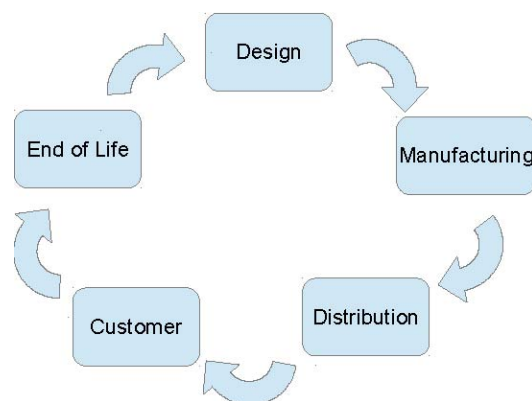 Design
Manufacturing
Distribution
Customer
End of Life